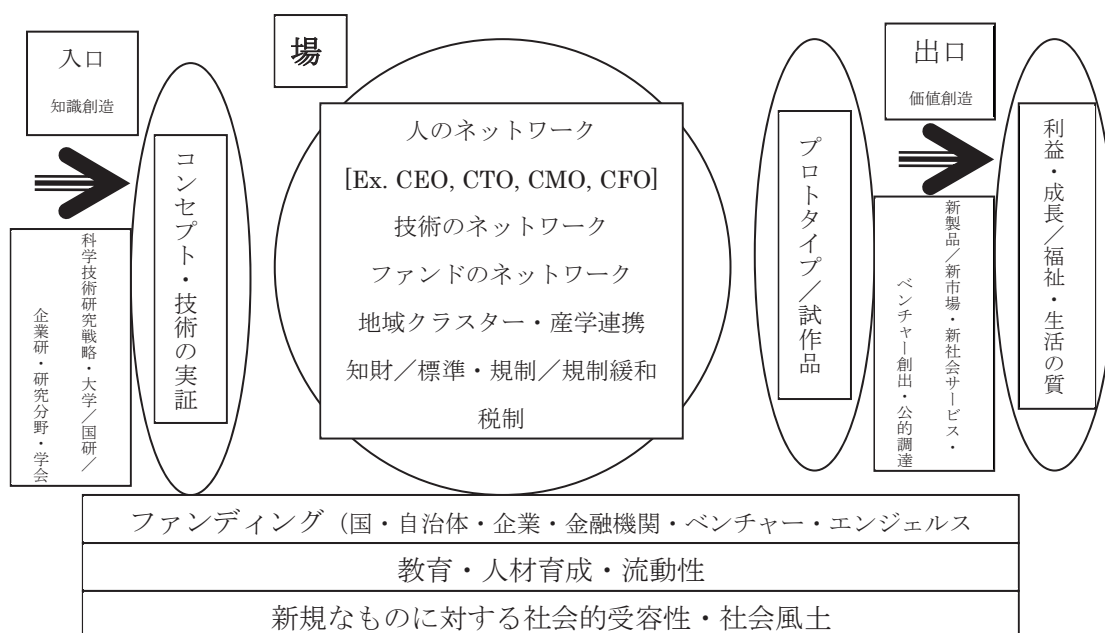 入口
知識創造
科学技術研究戦略・大学／国研／
企業研・研究分野・学会
コンセプト・技術の実証
場
人のネットワーク
[Ex. CEO, CTO, CMO, CFO]
技術のネットワーク
ファンドのネットワーク
地域クラスター・産学連携
知財／標準・規制／規制緩和
税制
プロトタイプ／試作品
出口
価値創造
新製品／新市場・新社会サービス・
ベンチャー創出・公的調達
利益・成長／福祉・生活の質
ファンディング（国・自治体・企業・金融機関・ベンチャー・エンジェルス
教育・人材育成・流動性
新規なものに対する社会的受容性・社会風土